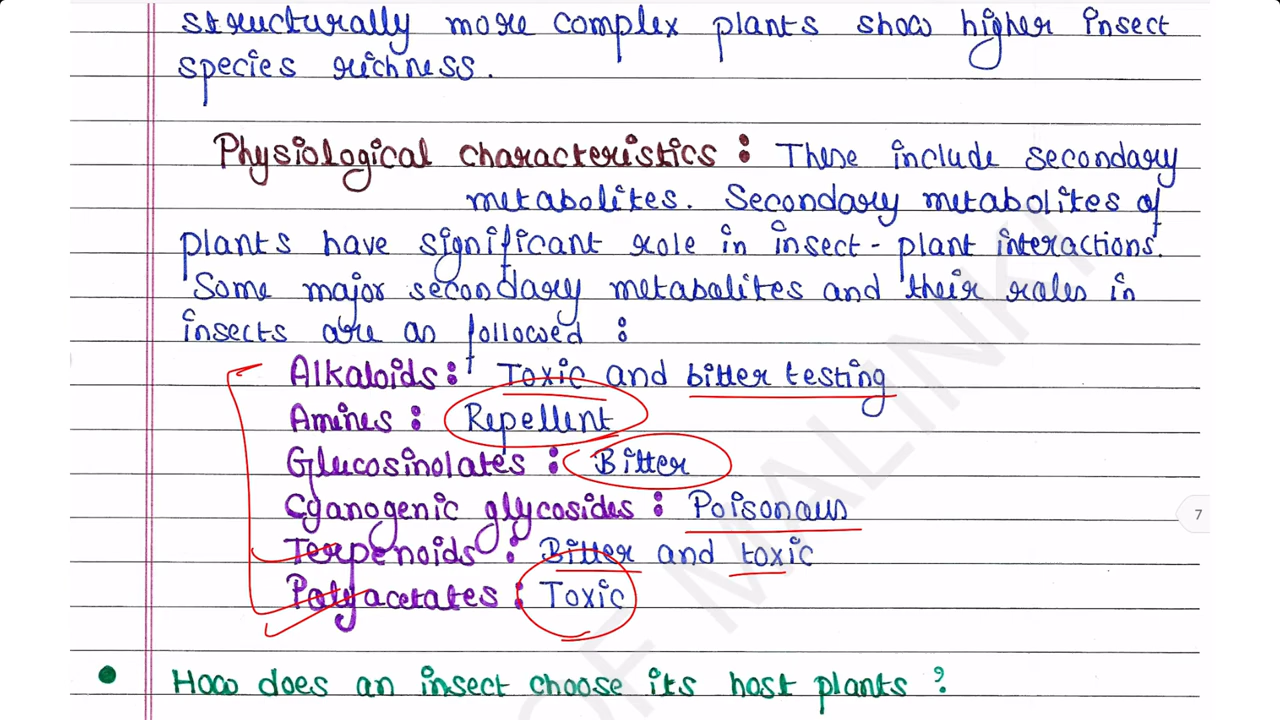 structurally more complex plants show higher insect
species richness.
Physiological characteristics : These include secondary
metabolites. Secondary metabolites of
plants have significant role in insect - plant interactions.
Some major secondary metabolites and their roles in
insects are as followed :
Alkaloids : Toxic and bitter testing
Amines : Repellent
Glucosinolates : Bitter
Cyanogenic glycosides : Poisonous
Terpenoids : Bitter and toxic
Polyacetates : Toxic
• How does an insect choose its host plants ?
7
OF MALINKI